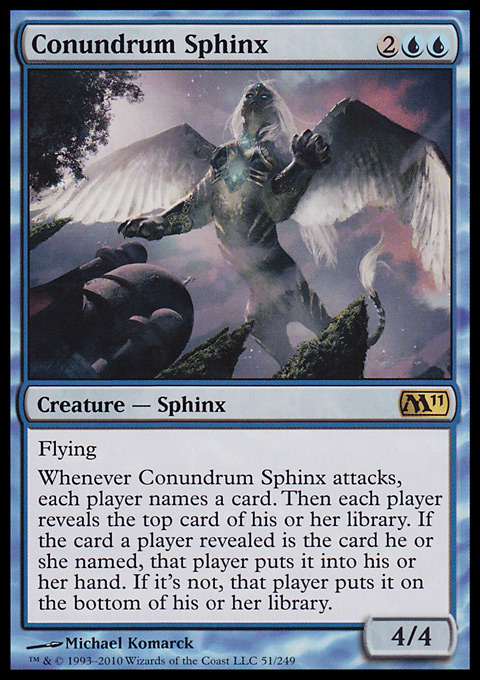 Conundrum Sphinx 2
Creature — Sphinx M11
Flying
Whenever Conundrum Sphinx attacks,
each player names a card. Then each player
reveals the top card of his or her library. If
the card a player revealed is the card he or
she named, that player puts it into his or
her hand. If it's not, that player puts it on
the bottom of his or her library.
4/4
Michael Komarck
™ & © 1993–2010 Wizards of the Coast LLC 51/249